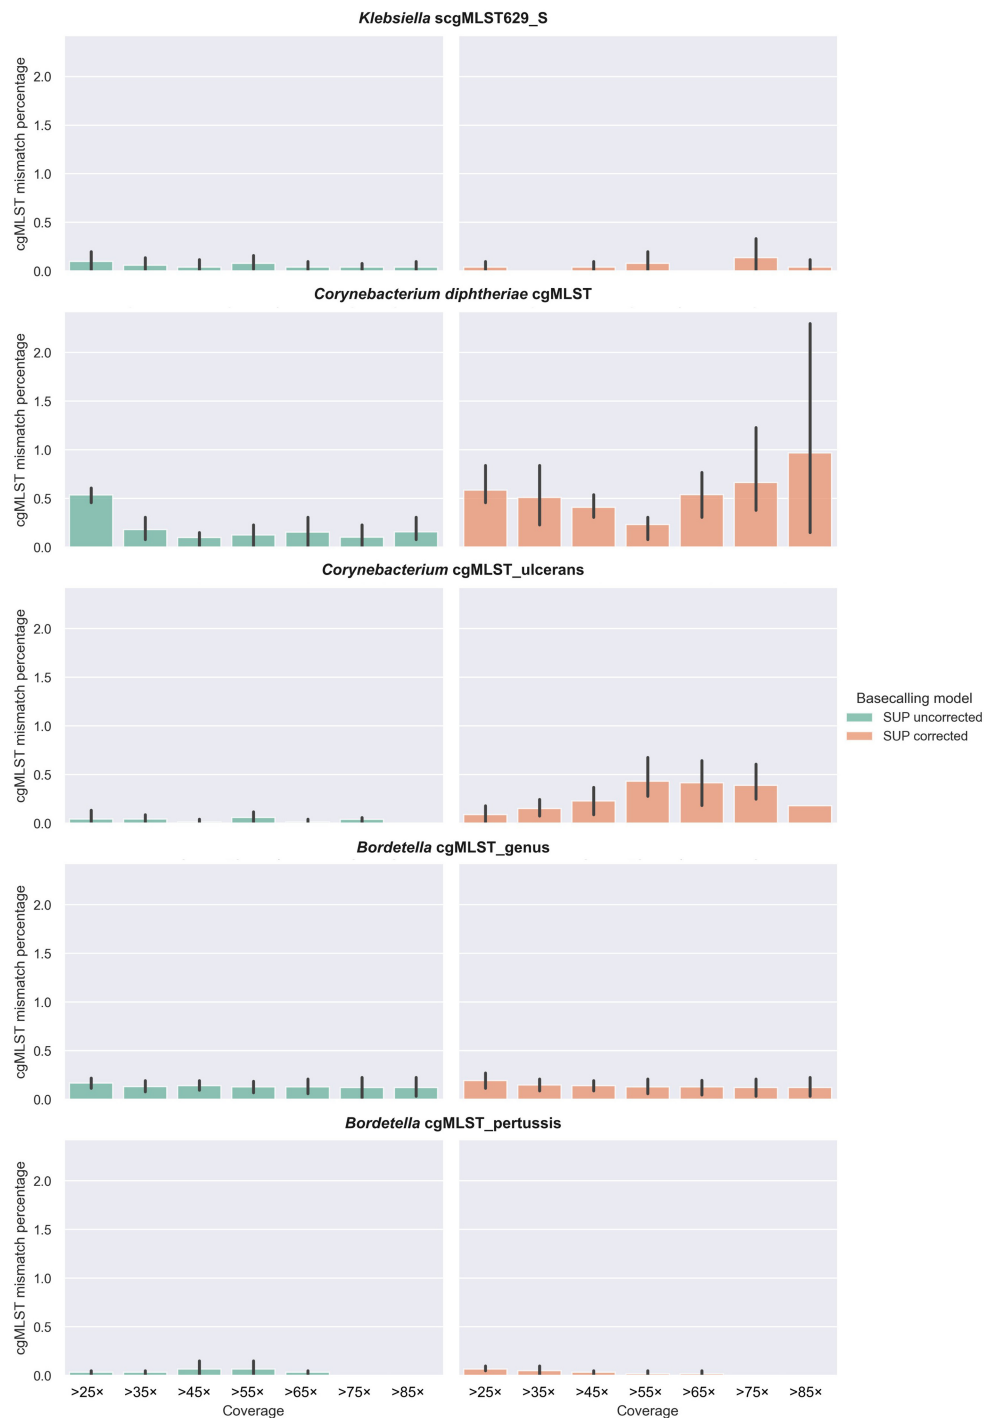 Klebsiella scgMLST629_S
cgMLST mismatch percentage
2.0
1.5
1.0
0.5
0.0
Corynebacterium diphtheriae cgMLST
cgMLST mismatch percentage
2.0
1.5
1.0
0.5
0.0
Corynebacterium cgMLST_ulcerans
cgMLST mismatch percentage
2.0
1.5
1.0
0.5
0.0
Basecalling model
SUP uncorrected
SUP corrected
Bordetella cgMLST_genus
cgMLST mismatch percentage
2.0
1.5
1.0
0.5
0.0
Bordetella cgMLST_pertussis
cgMLST mismatch percentage
2.0
1.5
1.0
0.5
0.0
>25× >35× >45× >55× >65× >75× >85× >25× >35× >45× >55× >65× >75× >85×
Coverage Coverage